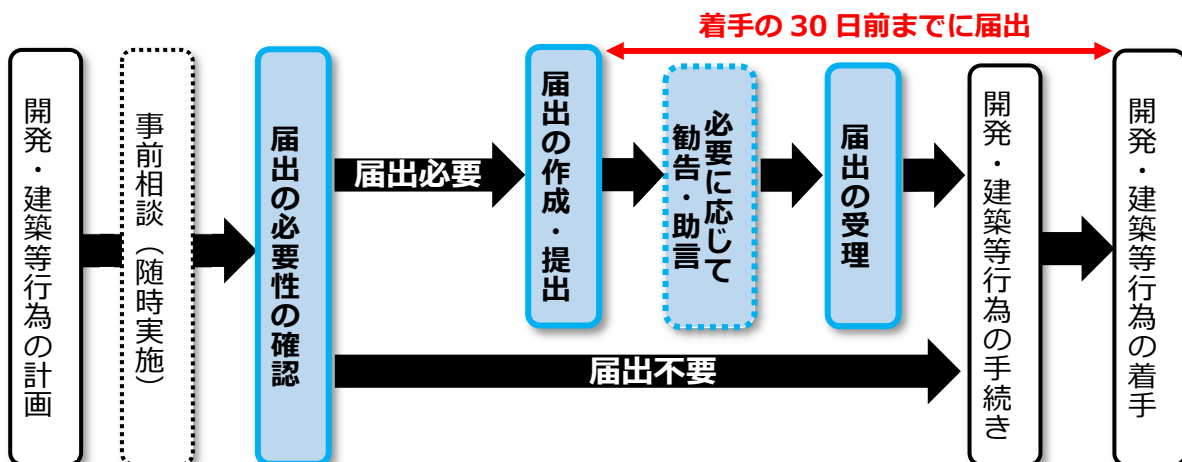 着手の 30 日前までに届出
開発・建築等行為の計画
事前相談（随時実施）
届出の必要性の確認
届出必要
届出の作成・提出
必要に応じて
勧告・助言
届出の受理
届出不要
開発・建築等行為の手続き
開発・建築等行為の着手